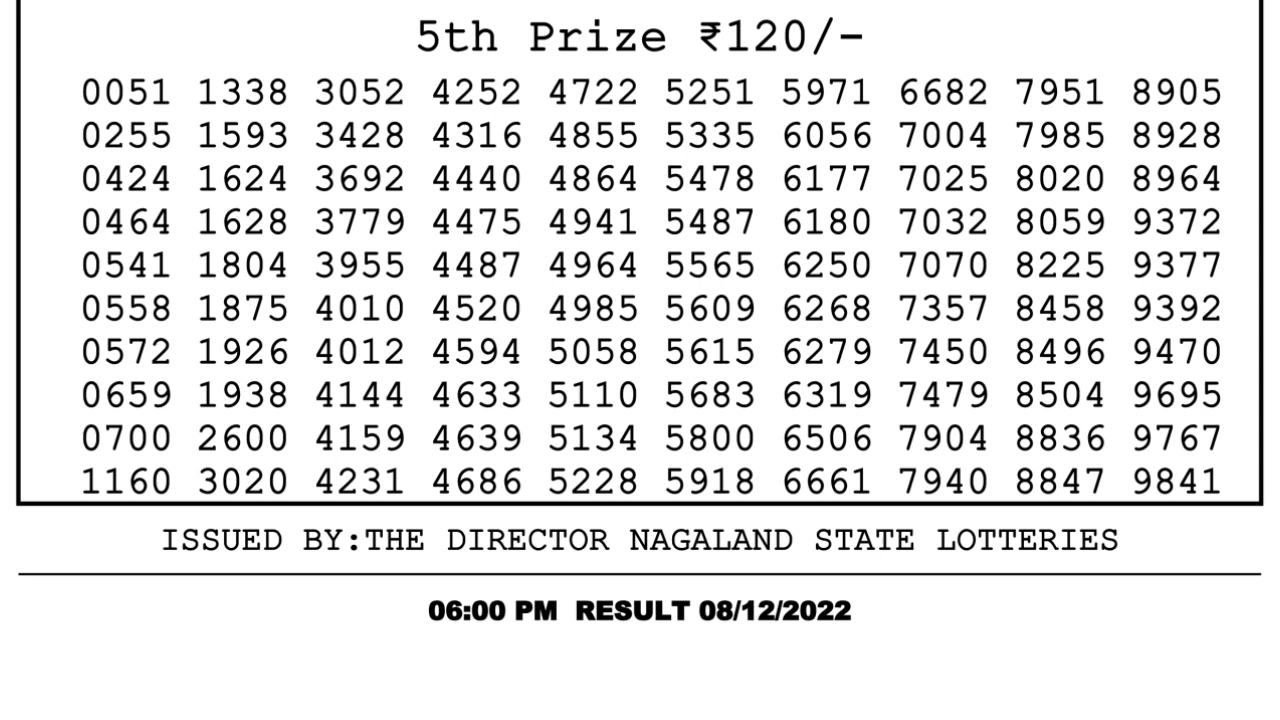 5th Prize ₹120/-
0051 1338 3052 4252 4722 5251 5971 6682 7951 8905
0255 1593 3428 4316 4855 5335 6056 7004 7985 8928
0424 1624 3692 4440 4864 5478 6177 7025 8020 8964
0464 1628 3779 4475 4941 5487 6180 7032 8059 9372
0541 1804 3955 4487 4964 5565 6250 7070 8225 9377
0558 1875 4010 4520 4985 5609 6268 7357 8458 9392
0572 1926 4012 4594 5058 5615 6279 7450 8496 9470
0659 1938 4144 4633 5110 5683 6319 7479 8504 9695
0700 2600 4159 4639 5134 5800 6506 7904 8836 9767
1160 3020 4231 4686 5228 5918 6661 7940 8847 9841
ISSUED BY:THE DIRECTOR NAGALAND STATE LOTTERIES
06:00 PM RESULT 08/12/2022